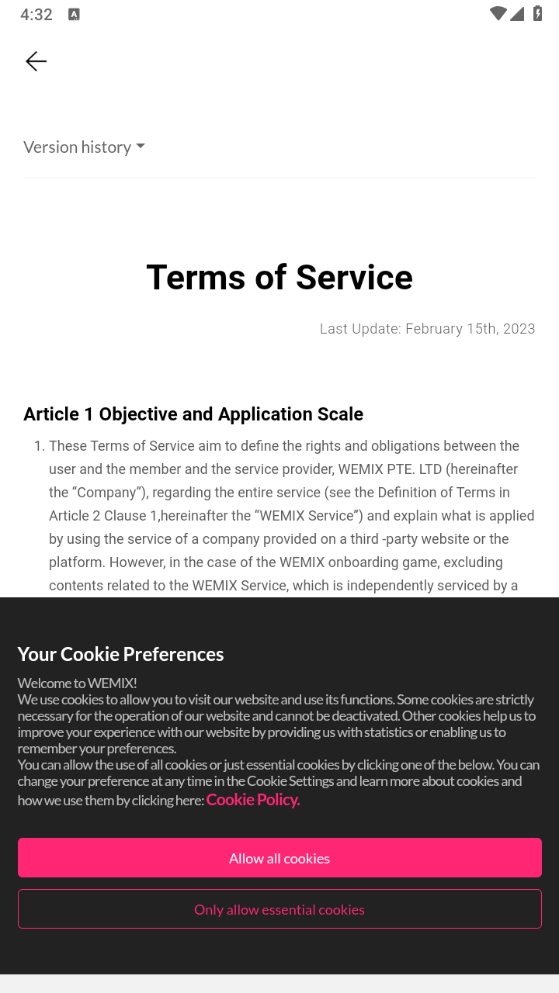 4:32 A
Version history
Terms of Service
Last Update: February 15th, 2023
Article 1 Objective and Application Scale
1. These Terms of Service aim to define the rights and obligations between the
user and the member and the service provider, WEMIX PTE. LTD (hereinafter
the “Company”), regarding the entire service (see the Definition of Terms in
Article 2 Clause 1,hereinafter the “WEMIX Service”) and explain what is applied
by using the service of a company provided on a third -party website or the
platform. However, in the case of the WEMIX onboarding game, excluding
contents related to the WEMIX Service, which is independently serviced by a
Your Cookie Preferences
Welcome to WEMIX!
We use cookies to allow you to visit our website and use its functions. Some cookies are strictly
necessary for the operation of our website and cannot be deactivated. Other cookies help us to
improve your experience with our website by providing us with statistics or enabling us to
remember your preferences.
You can allow the use of all cookies or just essential cookies by clicking one of the below. You can
change your preference at any time in the Cookie Settings and learn more about cookies and
how we use them by clicking here: Cookie Policy.
Allow all cookies
Only allow essential cookies